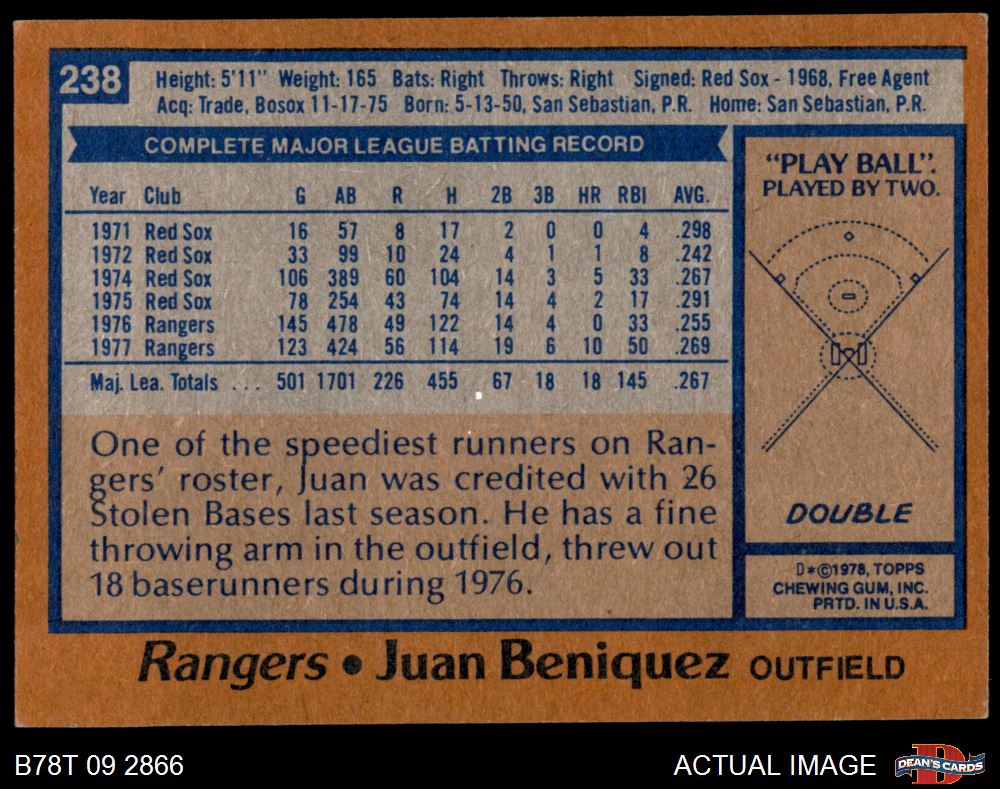 238
Height: 5'11" Weight: 165 Bats: Right Throws: Right Signed: Red Sox - 1968, Free Agent
Acq: Trade, Bosox 11-17-75 Born: 5-13-50, San Sebastian, P.R. Home: San Sebastian, P.R.
COMPLETE MAJOR LEAGUE BATTING RECORD
Year Club G AB R H 2B 3B HR RBI AVG.
1971 Red Sox 16 57 8 17 2 0 0 4 .298
1972 Red Sox 33 99 10 24 4 1 1 8 .242
1974 Red Sox 106 389 60 104 14 3 5 33 .267
1975 Red Sox 78 254 43 74 14 4 2 17 .291
1976 Rangers 145 478 49 122 14 4 0 33 .255
1977 Rangers 123 424 56 114 19 6 10 50 .269
Maj. Lea. Totals ... 501 1701 226 455 67 18 18 145 .267
One of the speediest runners on Ran-
gers' roster, Juan was credited with 26
Stolen Bases last season. He has a fine
throwing arm in the outfield, threw out
18 baserunners during 1976.
"PLAY BALL".
PLAYED BY TWO.
DOUBLE
D*©1978, TOPPS
CHEWING GUM, INC.
PRTD. IN U.S.A.
Rangers • Juan Beniquez OUTFIELD
B78T 09 2866
ACTUAL IMAGE
D
DEAN'S CARDS